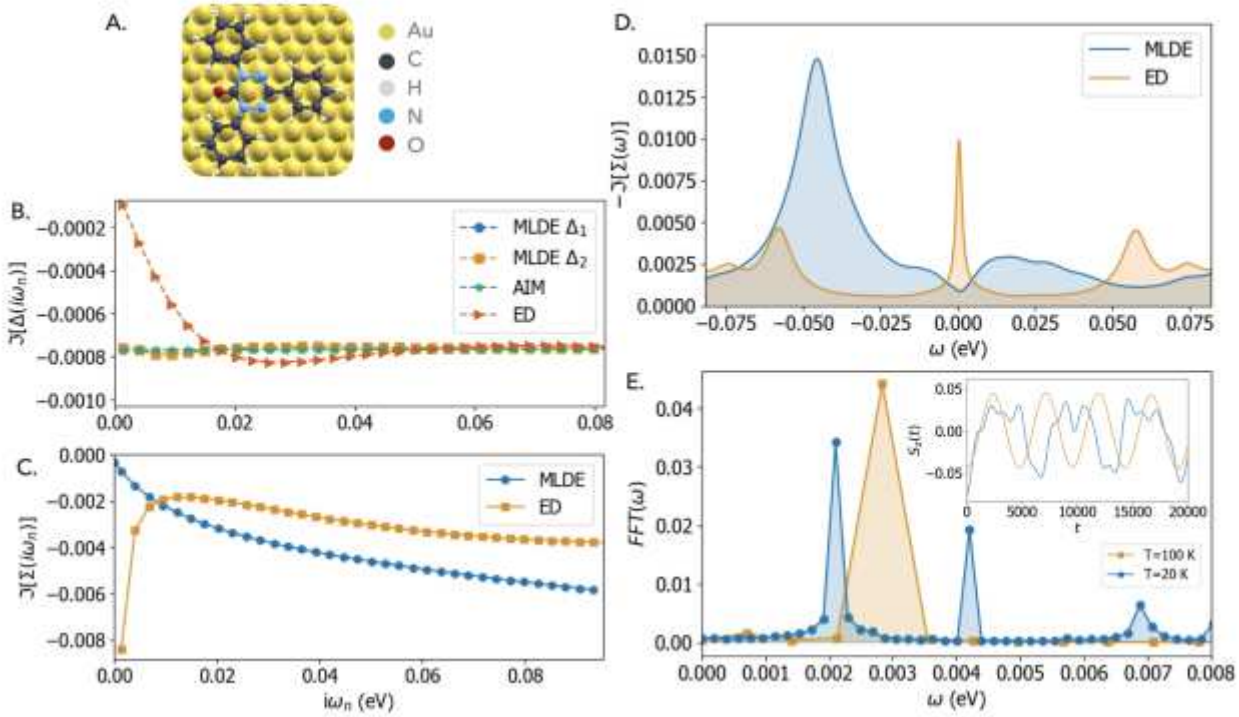 A.
Au
C
H
N
O
B.
ℑ[Δ(iωₙ)]
−0.0002
−0.0004
−0.0006
−0.0008
−0.0010
MLDE Δ₁
MLDE Δ₂
AIM
ED
0.00 0.02 0.04 0.06 0.08
C.
ℑ[Σ(iωₙ)]
0.000
−0.002
−0.004
−0.006
−0.008
MLDE
ED
0.00 0.02 0.04 0.06 0.08
iωₙ (eV)
D.
−ℑ[Σ(ω)]
0.0150
0.0125
0.0100
0.0075
0.0050
0.0025
0.0000
MLDE
ED
−0.075 −0.050 −0.025 0.000 0.025 0.050 0.075
ω (eV)
E.
FFT(ω)
0.04
0.03
0.02
0.01
0.00
S_z(t)
0.05
0.00
−0.05
0 5000 10000 15000 20000
t
T=100 K
T=20 K
0.000 0.001 0.002 0.003 0.004 0.005 0.006 0.007 0.008
ω (eV)